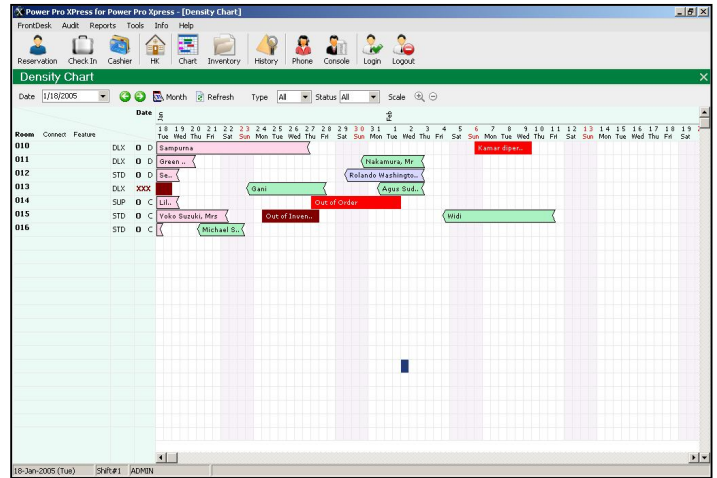 Power Pro XPress for Power Pro Xpress - [Density Chart]
FrontDesk Audit Reports Tools Info Help
Reservation Check In Cashier HK Chart Inventory History Phone Console Login Logout
Density Chart
Date 1/18/2005 Month Refresh Type All Status All Scale
Date Jan Feb
18 19 20 21 22 23 24 25 26 27 28 29 30 31 1 2 3 4 5 6 7 8 9 10 11 12 13 14 15 16 17 18 19
Room Connect Feature Tue Wed Thu Fri Sat Sun Mon Tue Wed Thu Fri Sat Sun Mon Tue Wed Thu Fri Sat Sun Mon Tue Wed Thu Fri Sat Sun Mon Tue Wed Thu Fri Sat
010 DLX O D Sampurna Kamar diper..
011 DLX O D Green .. Nakamura, Mr
012 STD O D Se.. Rolando Washingto..
013 DLX XXX Gani Agus Sud..
014 SUP O C Lil.. Out of Order
015 STD O C Yoko Suzuki, Mrs Out of Inven.. Widi
016 STD O C Michael S..
18-Jan-2005 (Tue) Shift#1 ADMIN